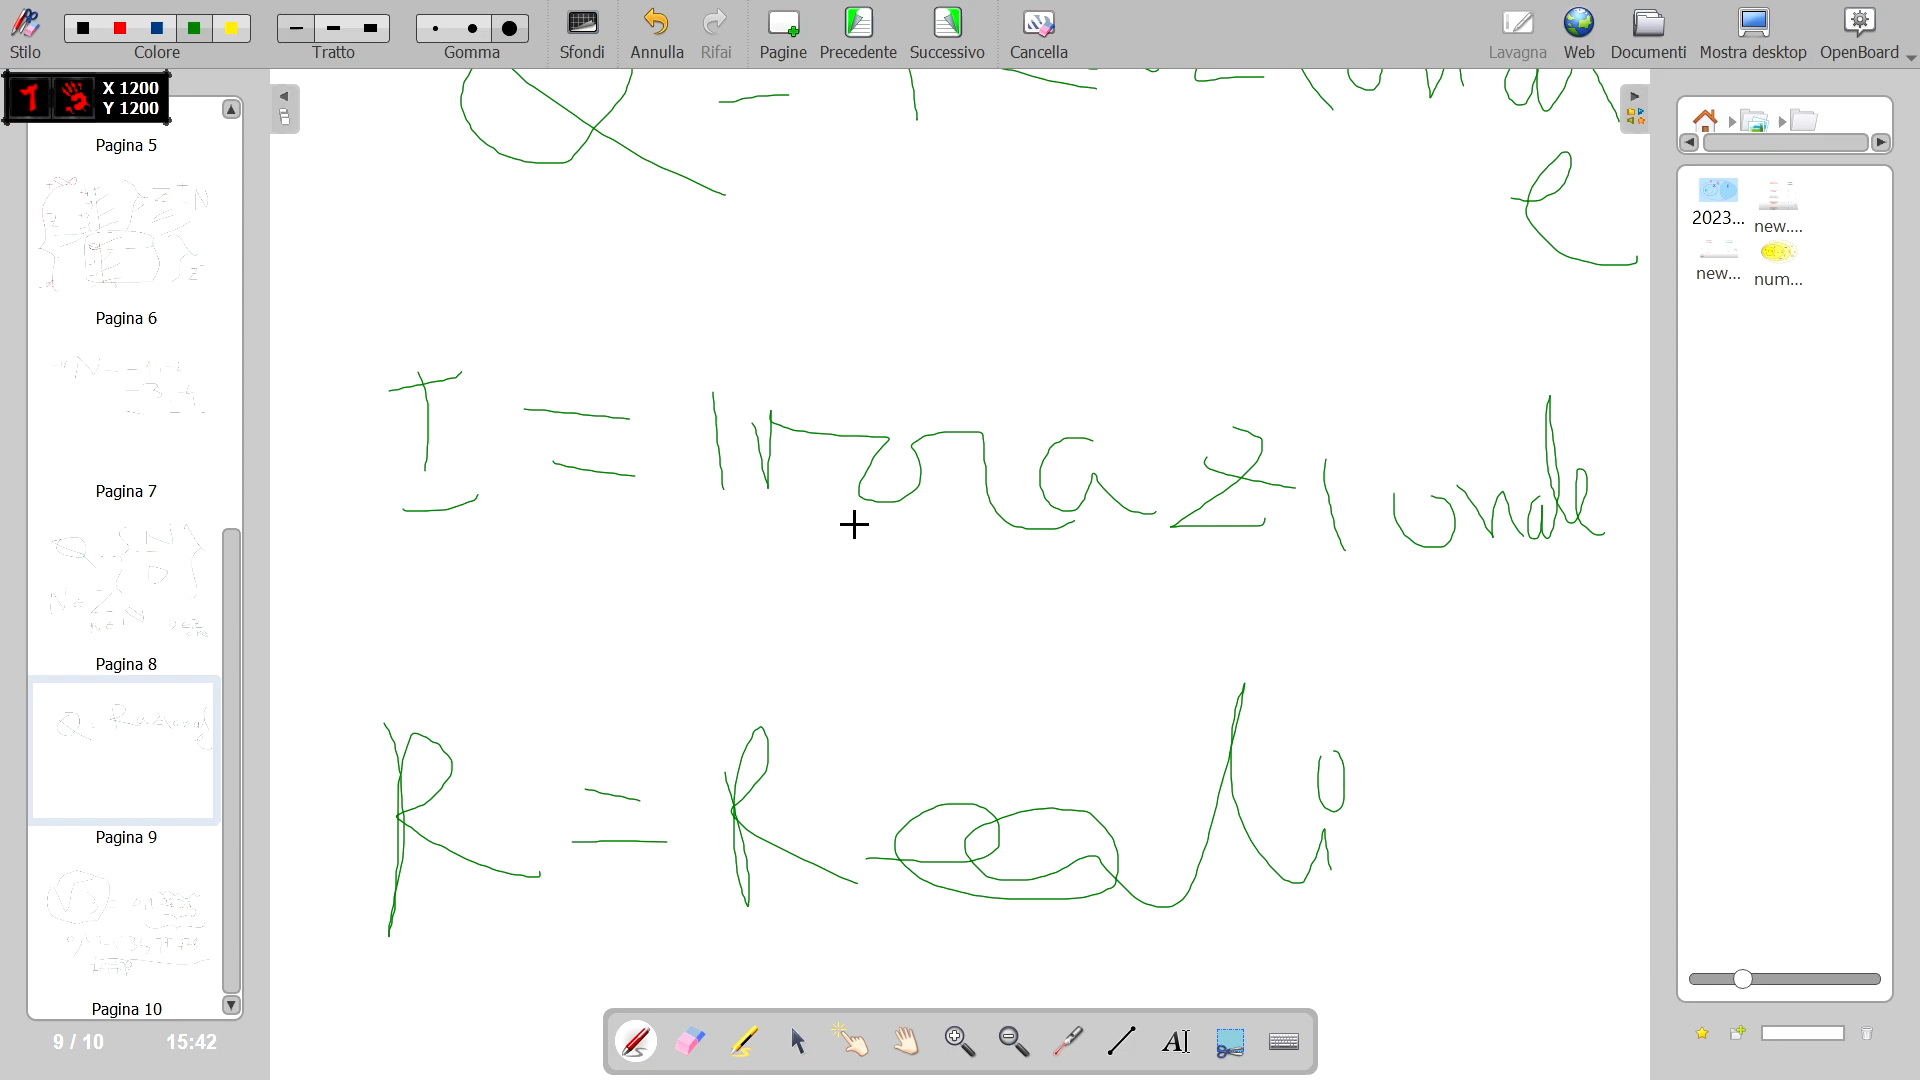 Stilo
Colore
Tratto
Gomma
Sfondi
Annulla
Rifai
Pagine
Precedente
Successivo
Cancella
Lavagna
Web
Documenti
Mostra desktop
OpenBoard
X 1200
Y 1200
Pagina 5
Pagina 6
Pagina 7
Pagina 8
Pagina 9
Pagina 10
9 / 10
15:42
I = Irrazionale
R = Reali
2023...
new....
new...
num...
AI